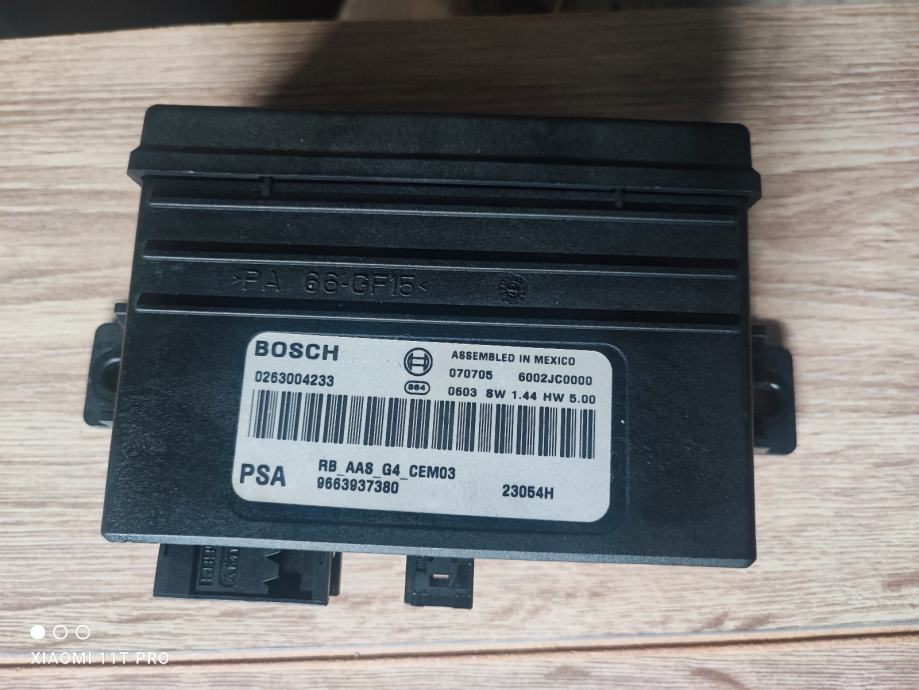 >PA 66-GF15<
BOSCH
ASSEMBLED IN MEXICO
0263004233
070705 6002JC0000
864 0603 SW 1.44 HW 5.00
PSA
RB_AAS_G4_CEM03
9663937380
23054H
XIAOMI 11T PRO